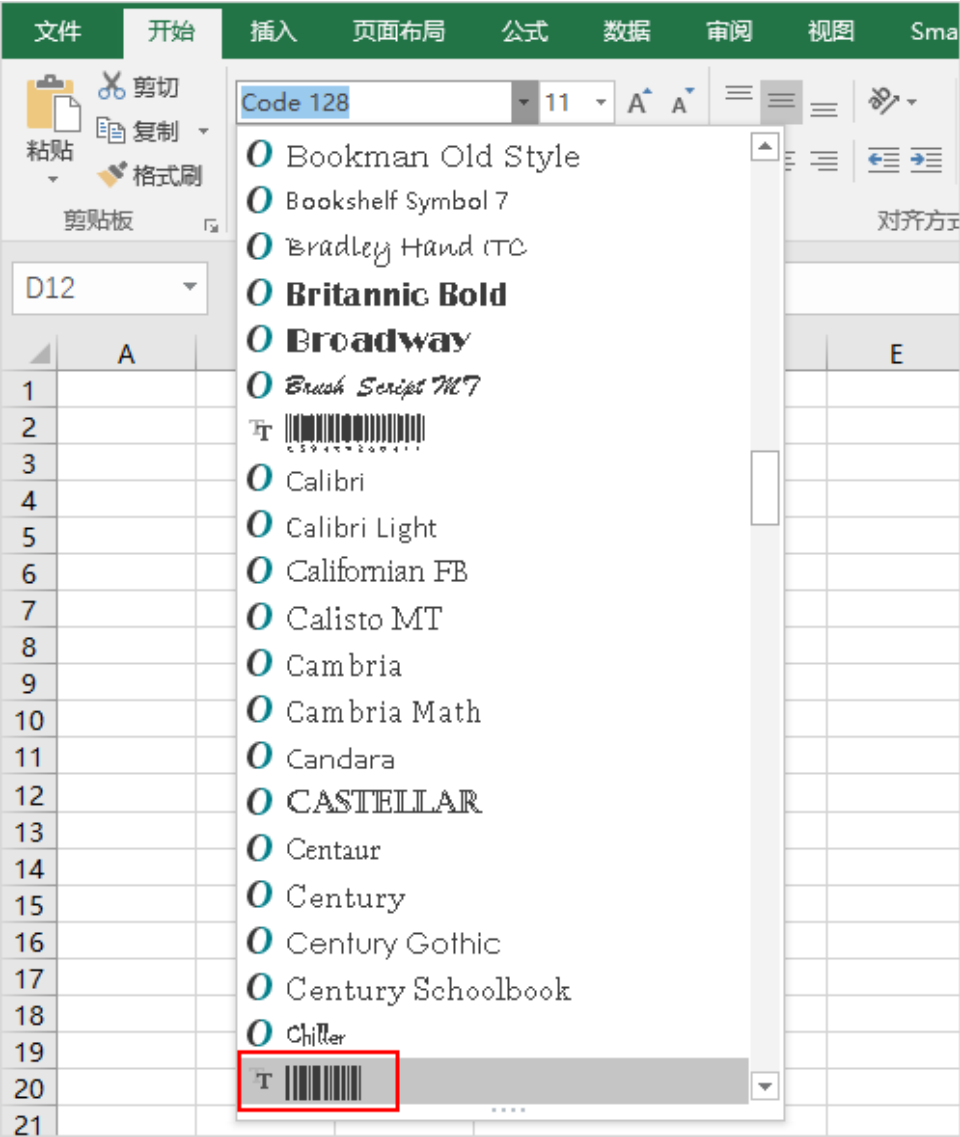 文件 开始 插入 页面布局 公式 数据 审阅 视图 Sma
剪切
Code 128 11 A A
复制
粘贴
格式刷
剪贴板 对齐方式
D12
A E
1
2
3
4
5
6
7
8
9
10
11
12
13
14
15
16
17
18
19
20
21
Bookman Old Style
Bookshelf Symbol 7
Bradley Hand ITC
Britannic Bold
Broadway
Brush Script MT
Calibri
Calibri Light
Californian FB
Calisto MT
Cambria
Cambria Math
Candara
CASTELLAR
Centaur
Century
Century Gothic
Century Schoolbook
Chiller